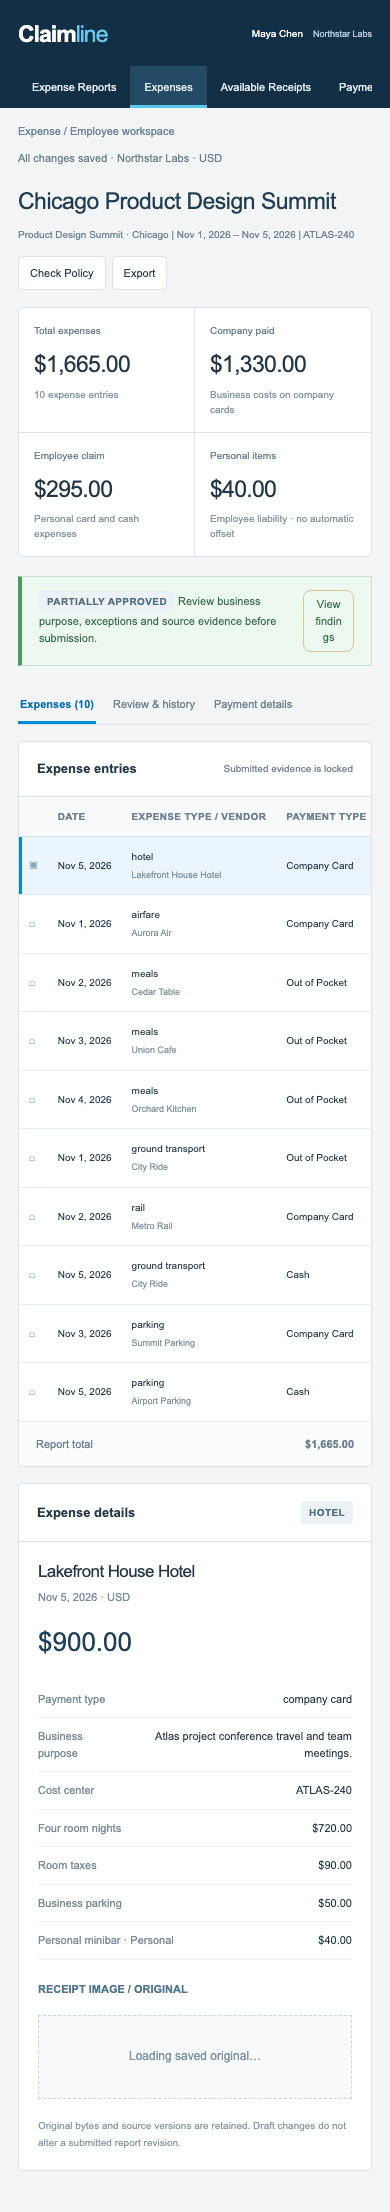 Claimline
Maya Chen Northstar Labs
Expense Reports Expenses Available Receipts Payme
Expense / Employee workspace
All changes saved · Northstar Labs · USD
Chicago Product Design Summit
Product Design Summit · Chicago | Nov 1, 2026 – Nov 5, 2026 | ATLAS-240
Check Policy Export
Total expenses
$1,665.00
10 expense entries
Company paid
$1,330.00
Business costs on company
cards
Employee claim
$295.00
Personal card and cash
expenses
Personal items
$40.00
Employee liability · no automatic
offset
PARTIALLY APPROVED Review business
purpose, exceptions and source evidence before
submission.
View
findin
gs
Expenses (10) Review & history Payment details
Expense entries Submitted evidence is locked
DATE EXPENSE TYPE / VENDOR PAYMENT TYPE
Nov 5, 2026 hotel Company Card
Lakefront House Hotel
Nov 1, 2026 airfare Company Card
Aurora Air
Nov 2, 2026 meals Out of Pocket
Cedar Table
Nov 3, 2026 meals Out of Pocket
Union Cafe
Nov 4, 2026 meals Out of Pocket
Orchard Kitchen
Nov 1, 2026 ground transport Out of Pocket
City Ride
Nov 2, 2026 rail Company Card
Metro Rail
Nov 5, 2026 ground transport Cash
City Ride
Nov 3, 2026 parking Company Card
Summit Parking
Nov 5, 2026 parking Cash
Airport Parking
Report total $1,665.00
Expense details HOTEL
Lakefront House Hotel
Nov 5, 2026 · USD
$900.00
Payment type company card
Business purpose Atlas project conference travel and team
meetings.
Cost center ATLAS-240
Four room nights $720.00
Room taxes $90.00
Business parking $50.00
Personal minibar · Personal $40.00
RECEIPT IMAGE / ORIGINAL
Loading saved original…
Original bytes and source versions are retained. Draft changes do not
alter a submitted report revision.